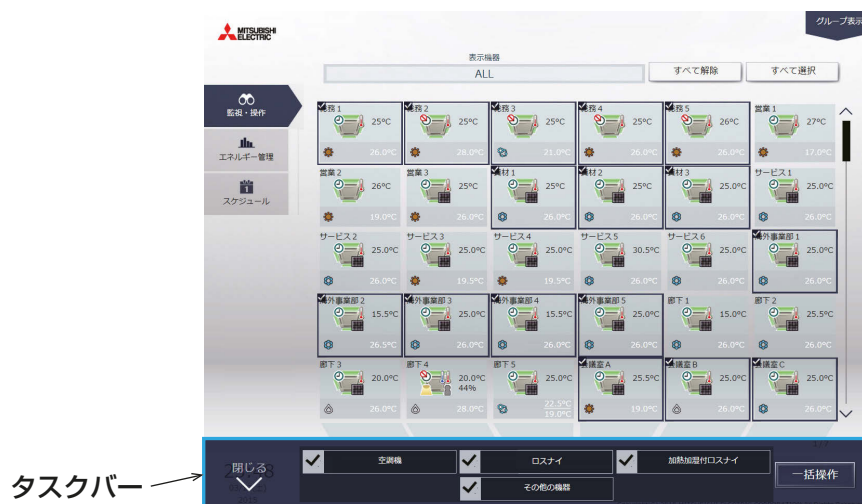 MITSUBISHI
ELECTRIC
グループ表示
表示機器
ALL
すべて解除
すべて選択
監視・操作
エネルギー管理
スケジュール
25°C
26.0°C
務2
25°C
28.0°C
務3
25°C
21.0°C
務4
25°C
26.0°C
務5
26°C
26.0°C
営業1
27°C
17.0°C
営業2
26°C
19.0°C
営業3
25°C
26.0°C
材1
25°C
26.0°C
材2
25°C
26.0°C
材3
25.0°C
26.0°C
サービス1
25.0°C
26.0°C
サービス2
25.0°C
26.0°C
サービス3
25.0°C
19.5°C
サービス4
25.0°C
19.5°C
サービス5
30.5°C
26.0°C
サービス6
25.0°C
26.0°C
外事業部1
25.0°C
26.0°C
外事業部2
15.5°C
26.5°C
外事業部3
25.0°C
26.0°C
外事業部4
15.5°C
26.0°C
外事業部5
25.0°C
26.0°C
廊下1
15.0°C
26.0°C
廊下2
25.5°C
26.0°C
廊下3
20.0°C
26.0°C
廊下4
20.0°C
44%
28.0°C
廊下5
25.0°C
22.5°C
19.0°C
議室A
25.5°C
19.0°C
議室B
25.0°C
26.0°C
議室C
25.0°C
26.0°C
タスクバー
閉じる
空調機
ロスナイ
加熱加湿付ロスナイ
その他の機器
一括操作